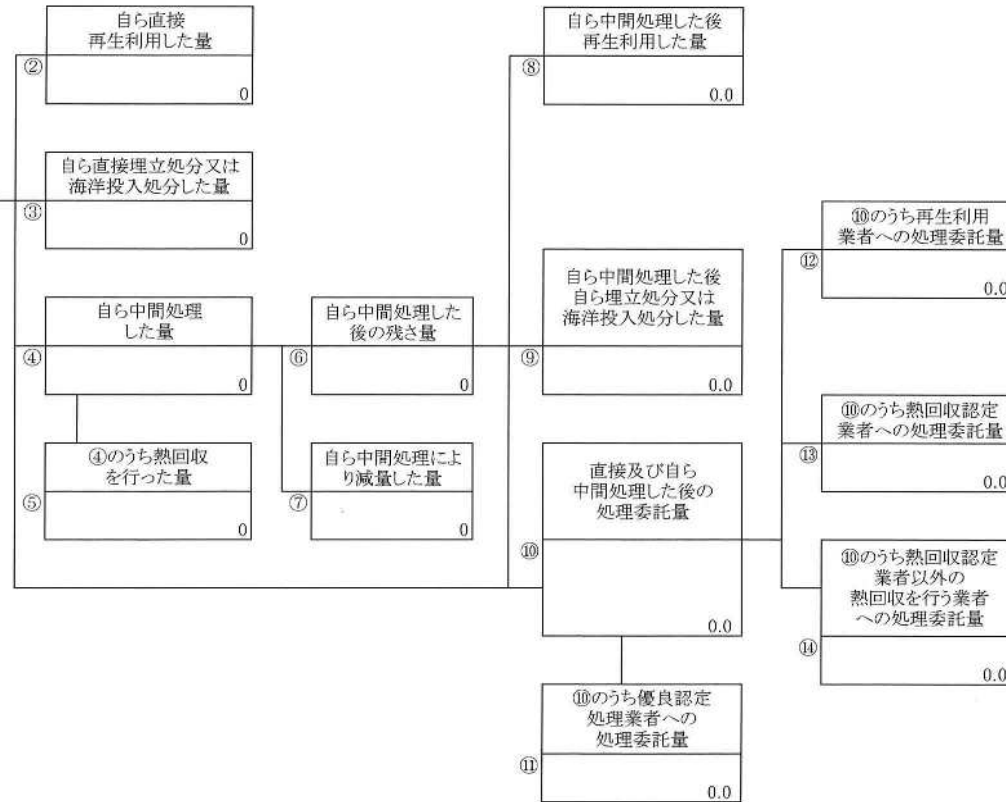 自ら直接
再生利用した量
②
0
自ら直接埋立処分又は
海洋投入処分した量
③
0
自ら中間処理
した量
④
0
④のうち熱回収
を行った量
⑤
0
自ら中間処理した
後の残さ量
⑥
0
自ら中間処理によ
り減量した量
⑦
0
自ら中間処理した後
再生利用した量
⑧
0.0
自ら中間処理した後
自ら埋立処分又は
海洋投入処分した量
⑨
0.0
直接及び自ら
中間処理した後の
処理委託量
⑩
0.0
⑩のうち優良認定
処理業者への
処理委託量
⑪
0.0
⑩のうち再生利用
業者への処理委託量
⑫
0.0
⑩のうち熱回収認定
業者への処理委託量
⑬
0.0
⑩のうち熱回収認定
業者以外の
熱回収を行う業者
への処理委託量
⑭
0.0